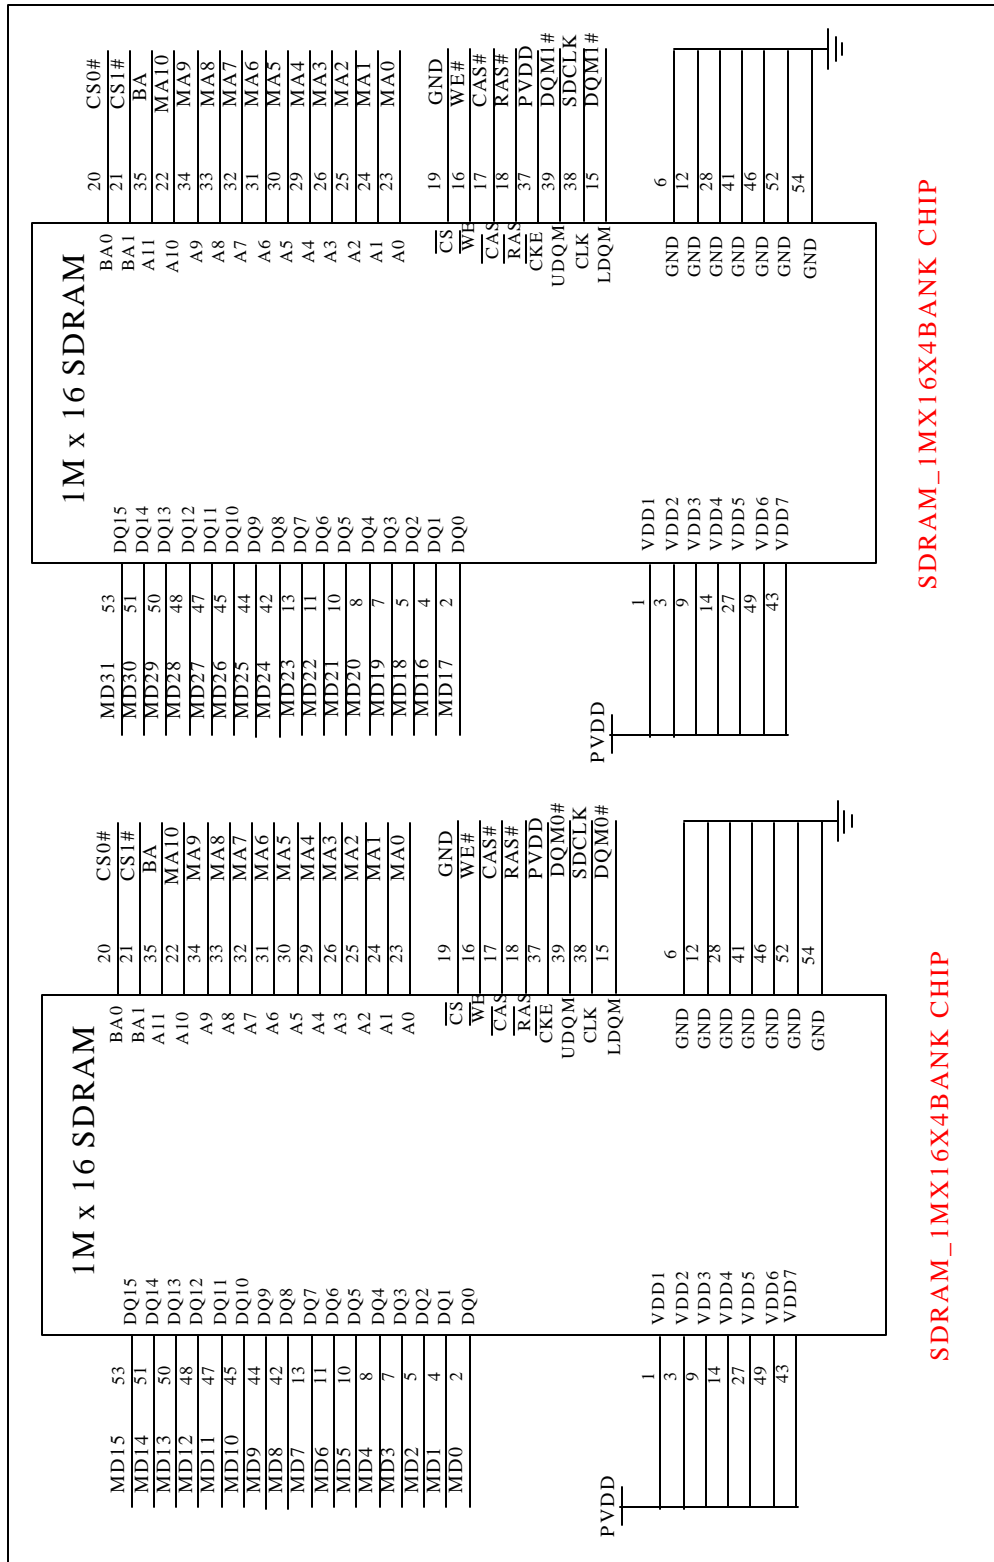 1M x 16 SDRAM
MD15 53 DQ15
MD14 51 DQ14
MD13 50 DQ13
MD12 48 DQ12
MD11 47 DQ11
MD10 45 DQ10
MD9 44 DQ9
MD8 42 DQ8
MD7 13 DQ7
MD6 11 DQ6
MD5 10 DQ5
MD4 8 DQ4
MD3 7 DQ3
MD2 5 DQ2
MD1 4 DQ1
MD0 2 DQ0
BA0 20 CS0#
BA1 21 CS1#
A11 35 BA
A10 22 MA10
A9 34 MA9
A8 33 MA8
A7 32 MA7
A6 31 MA6
A5 30 MA5
A4 29 MA4
A3 26 MA3
A2 25 MA2
A1 24 MA1
A0 23 MA0
CS 19 GND
WE 16 WE#
CAS 17 CAS#
RAS 18 RAS#
CKE 37 PVDD
UDQM 39 DQM0#
CLK 38 SDCLK
LDQM 15 DQM0#
PVDD
1 VDD1
3 VDD2
9 VDD3
14 VDD4
27 VDD5
49 VDD6
43 VDD7
GND 6
GND 12
GND 28
GND 41
GND 46
GND 52
GND 54
SDRAM_1MX16X4BANK CHIP
1M x 16 SDRAM
MD31 53 DQ15
MD30 51 DQ14
MD29 50 DQ13
MD28 48 DQ12
MD27 47 DQ11
MD26 45 DQ10
MD25 44 DQ9
MD24 42 DQ8
MD23 13 DQ7
MD22 11 DQ6
MD21 10 DQ5
MD20 8 DQ4
MD19 7 DQ3
MD18 5 DQ2
MD16 4 DQ1
MD17 2 DQ0
BA0 20 CS0#
BA1 21 CS1#
A11 35 BA
A10 22 MA10
A9 34 MA9
A8 33 MA8
A7 32 MA7
A6 31 MA6
A5 30 MA5
A4 29 MA4
A3 26 MA3
A2 25 MA2
A1 24 MA1
A0 23 MA0
CS 19 GND
WE 16 WE#
CAS 17 CAS#
RAS 18 RAS#
CKE 37 PVDD
UDQM 39 DQM1#
CLK 38 SDCLK
LDQM 15 DQM1#
PVDD
1 VDD1
3 VDD2
9 VDD3
14 VDD4
27 VDD5
49 VDD6
43 VDD7
GND 6
GND 12
GND 28
GND 41
GND 46
GND 52
GND 54
SDRAM_1MX16X4BANK CHIP